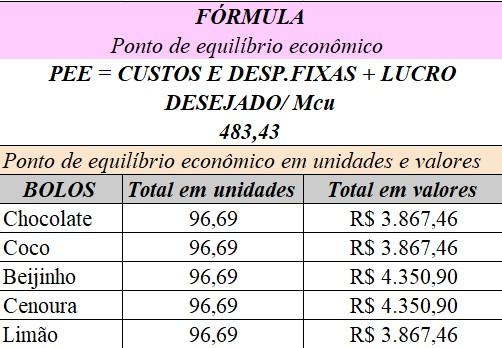 FÓRMULA
Ponto de equilíbrio econômico
PEE = CUSTOS E DESP.FIXAS + LUCRO
DESEJADO/ Mcu
483,43
Ponto de equilíbrio econômico em unidades e valores
BOLOS Total em unidades Total em valores
Chocolate 96,69 R$ 3.867,46
Coco 96,69 R$ 3.867,46
Beijinho 96,69 R$ 4.350,90
Cenoura 96,69 R$ 4.350,90
Limão 96,69 R$ 3.867,46